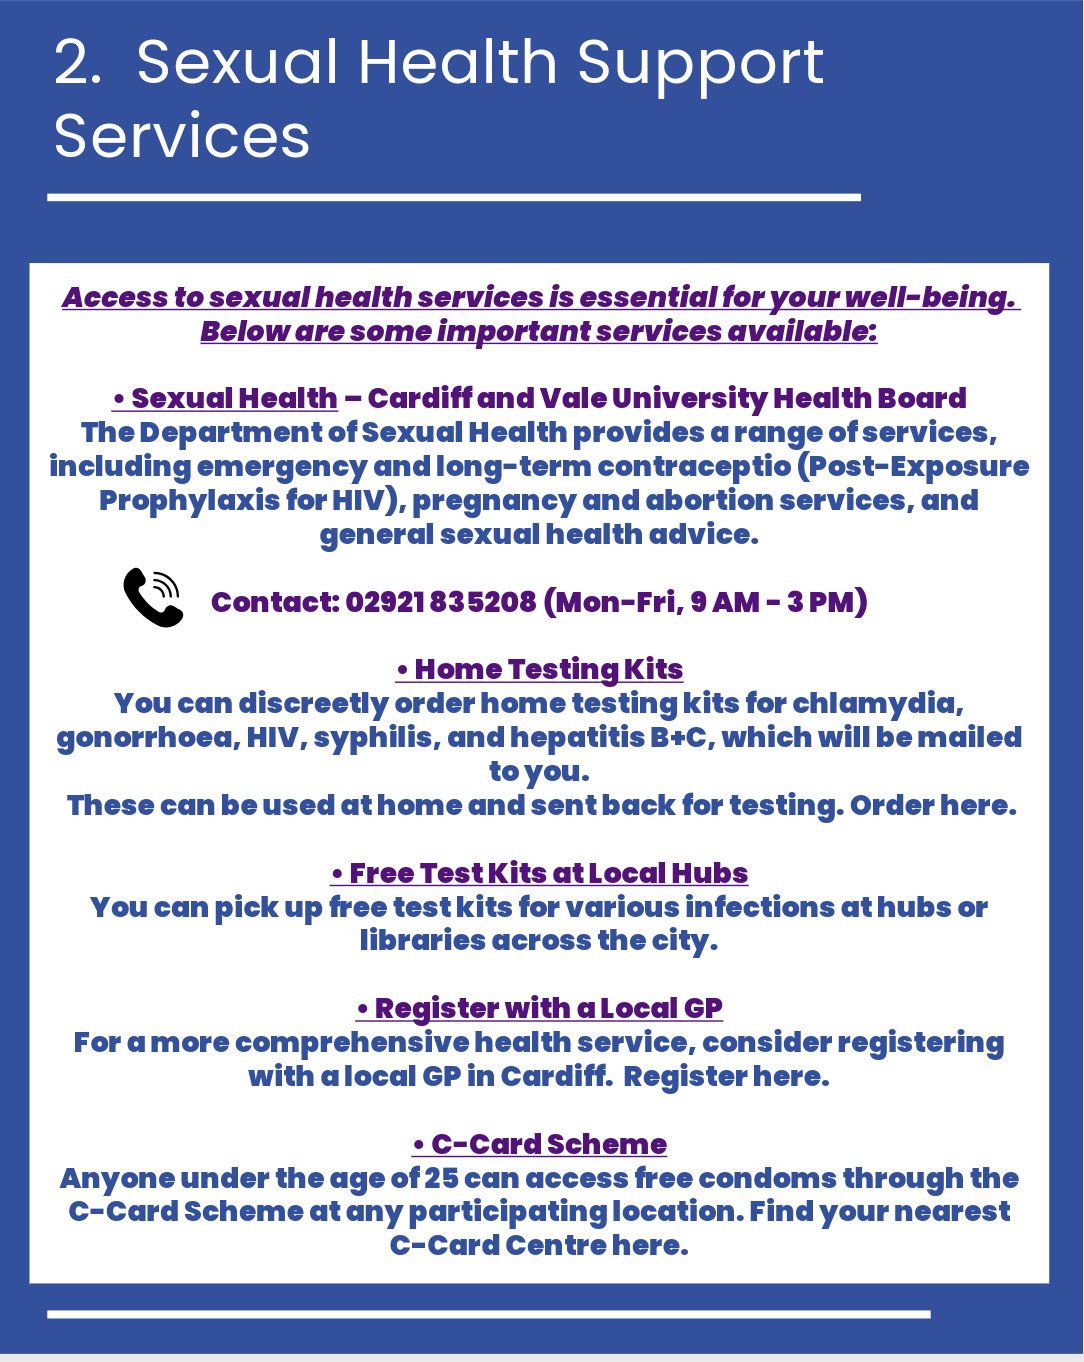 2. Sexual Health Support
Services
Access to sexual health services is essential for your well-being.
Below are some important services available:
• Sexual Health – Cardiff and Vale University Health Board
The Department of Sexual Health provides a range of services,
including emergency and long-term contraceptio (Post-Exposure
Prophylaxis for HIV), pregnancy and abortion services, and
general sexual health advice.
Contact: 02921 835208 (Mon-Fri, 9 AM - 3 PM)
• Home Testing Kits
You can discreetly order home testing kits for chlamydia,
gonorrhoea, HIV, syphilis, and hepatitis B+C, which will be mailed
to you.
These can be used at home and sent back for testing. Order here.
• Free Test Kits at Local Hubs
You can pick up free test kits for various infections at hubs or
libraries across the city.
• Register with a Local GP
For a more comprehensive health service, consider registering
with a local GP in Cardiff. Register here.
• C-Card Scheme
Anyone under the age of 25 can access free condoms through the
C-Card Scheme at any participating location. Find your nearest
C-Card Centre here.